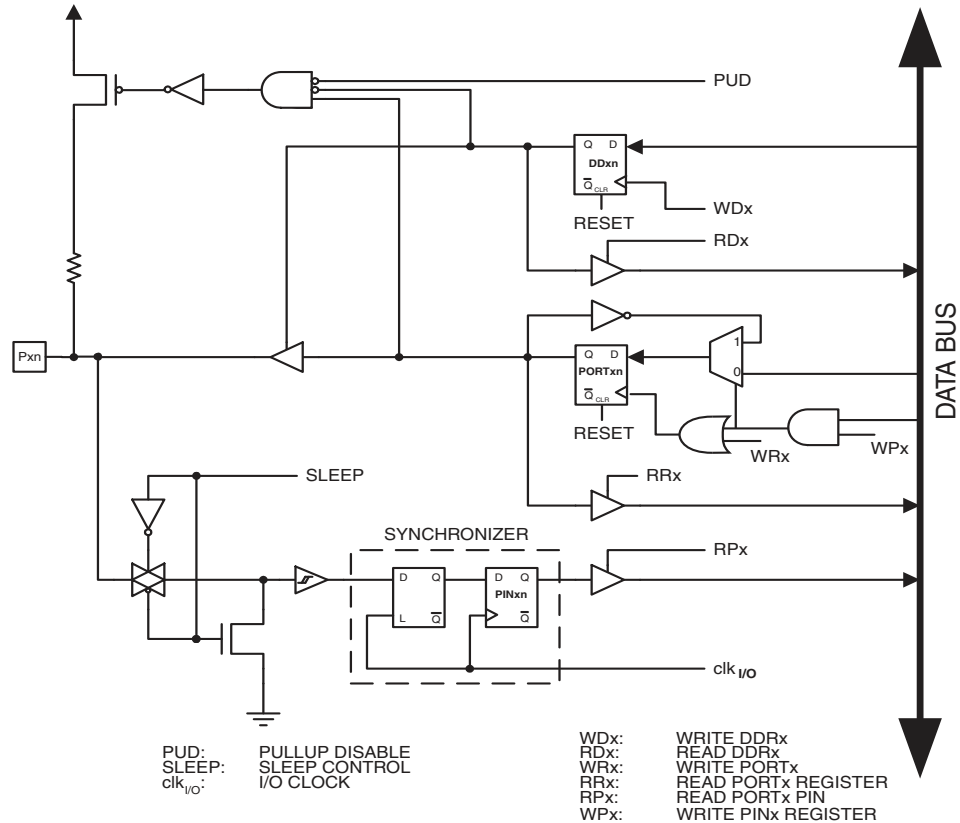 PUD
Q D
DDxn
Q CLR
WDx
RESET
RDx
DATA BUS
1
Pxn
Q D
PORTxn
0
Q CLR
RESET
WRx
WPx
SLEEP
RRx
SYNCHRONIZER
RPx
D Q
D Q
PINxn
L Q
Q
clk I/O
PUD: PULLUP DISABLE
SLEEP: SLEEP CONTROL
clkI/O: I/O CLOCK
WDx: WRITE DDRx
RDx: READ DDRx
WRx: WRITE PORTx
RRx: READ PORTx REGISTER
RPx: READ PORTx PIN
WPx: WRITE PINx REGISTER